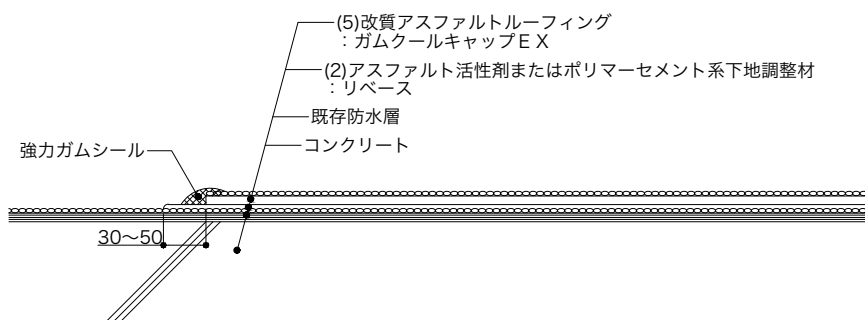 (5)改質アスファルトルーフィング
：ガムクールキャップＥＸ
(2)アスファルト活性剤またはポリマーセメント系下地調整材
：リベース
既存防水層
コンクリート
強力ガムシール
30〜50